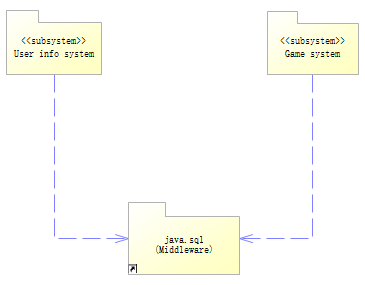 <<subsystem>>
User info system
<<subsystem>>
Game system
java.sql
(Middleware)